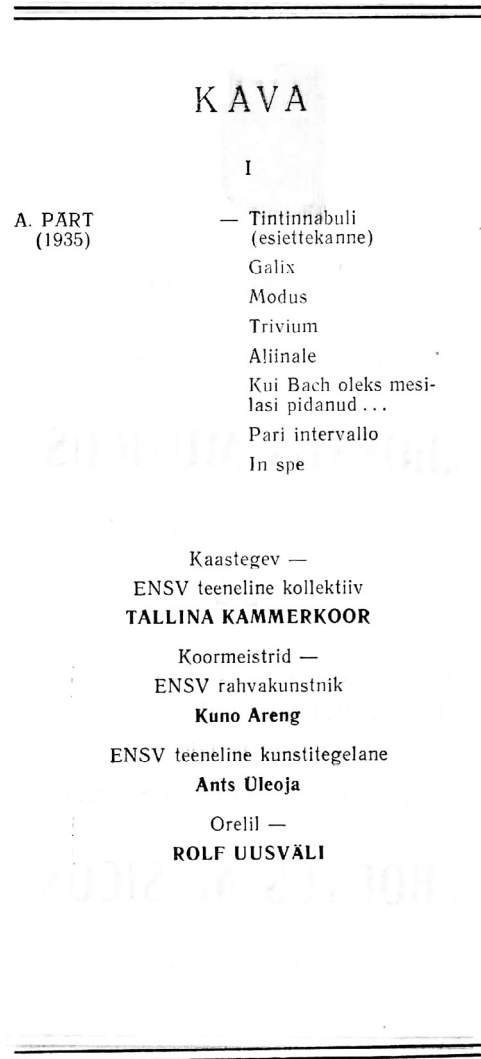 KAVA
I
A. PÄRT — Tintinnabuli
(1935) (esiettekanne)
Galix
Modus
Trivium
Aliinale
Kui Bach oleks mesi-
lasi pidanud ...
Pari intervallo
In spe
Kaastegev —
ENSV teeneline kollektiiv
TALLINA KAMMERKOOR
Koormeistrid —
ENSV rahvakunstnik
Kuno Areng
ENSV teeneline kunstitegelane
Ants Üleoja
Orelil —
ROLF UUSVÄLI